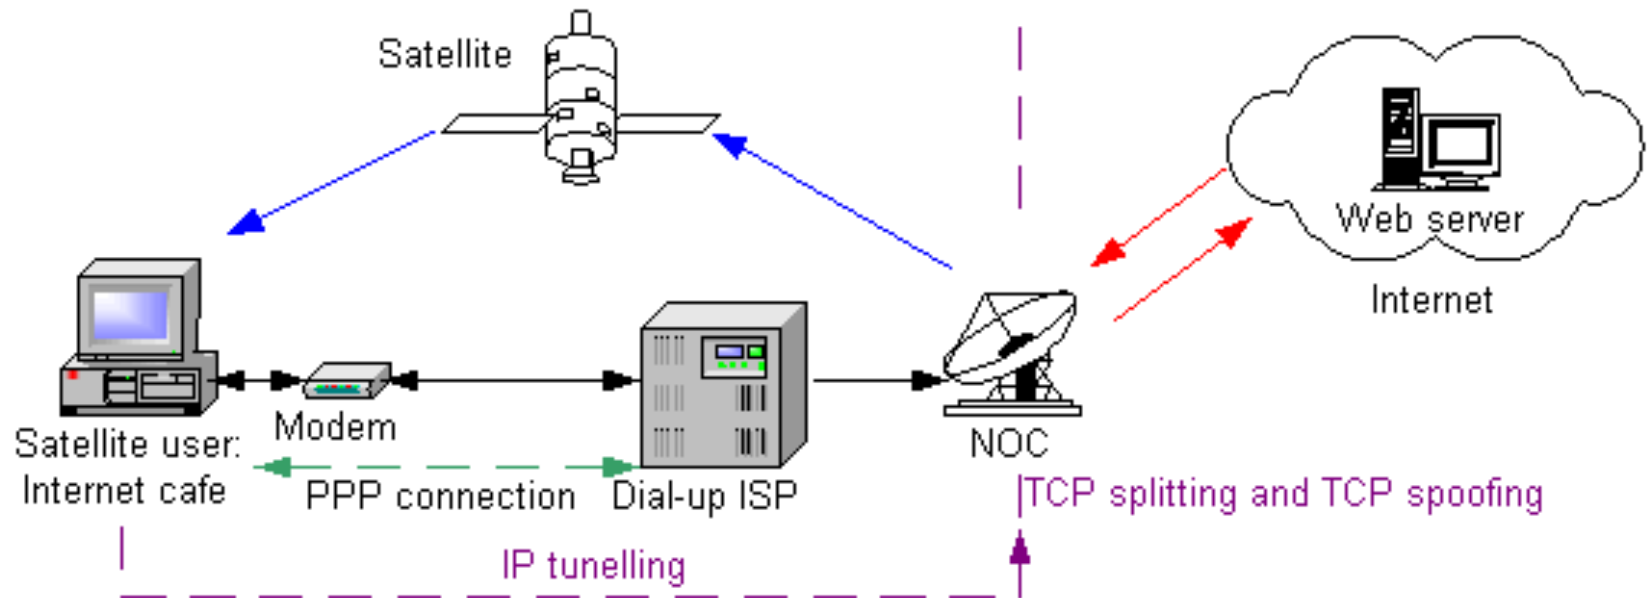 Satellite
Web server
Internet
Modem
NOC
Satellite user:
Internet cafe
PPP connection
Dial-up ISP
TCP splitting and TCP spoofing
IP tunelling